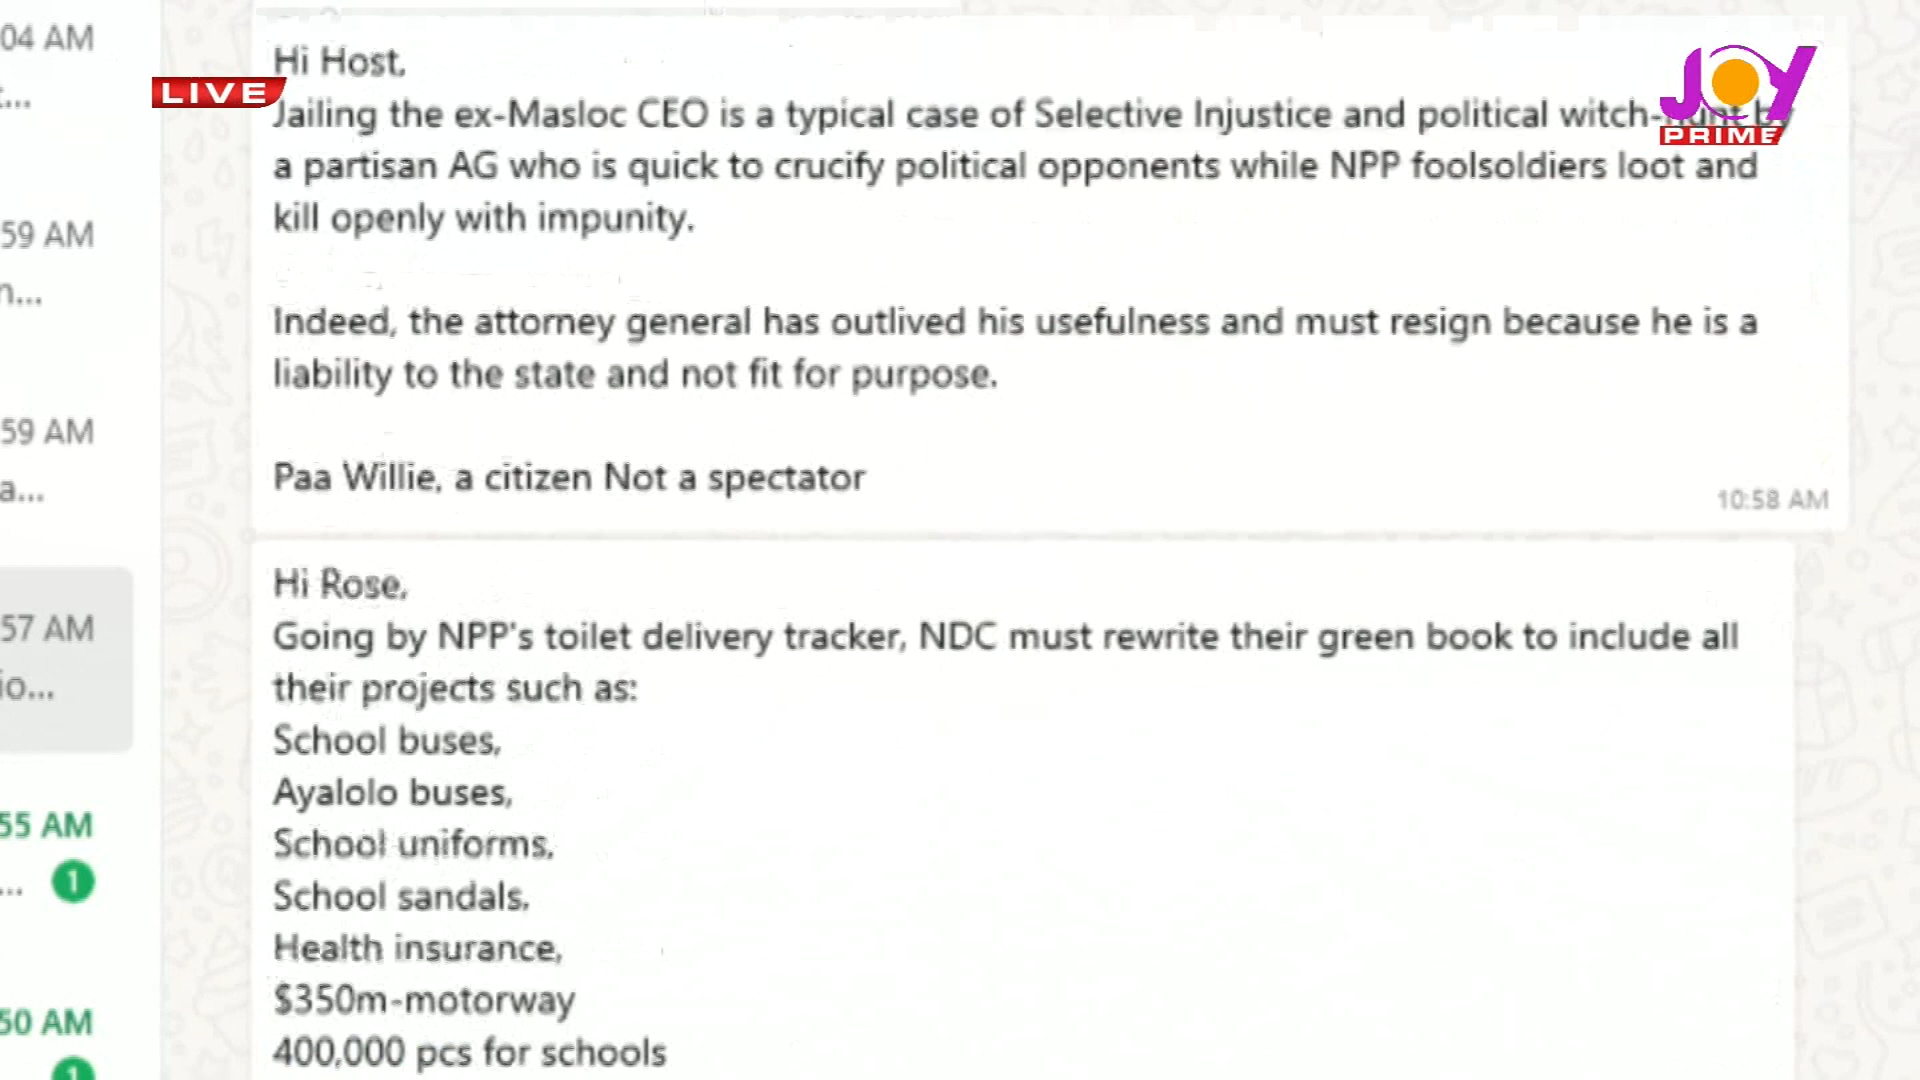 04 AM
...
59 AM
n...
59 AM
a...
57 AM
io...
55 AM
...
1
50 AM
1
LIVE
JOY
PRIME
Hi Host,
Jailing the ex-Masloc CEO is a typical case of Selective Injustice and political witch-hunt by
a partisan AG who is quick to crucify political opponents while NPP foolsoldiers loot and
kill openly with impunity.
Indeed, the attorney general has outlived his usefulness and must resign because he is a
liability to the state and not fit for purpose.
Paa Willie, a citizen Not a spectator
10:58 AM
Hi Rose,
Going by NPP's toilet delivery tracker, NDC must rewrite their green book to include all
their projects such as:
School buses,
Ayalolo buses,
School uniforms,
School sandals,
Health insurance,
$350m-motorway
400,000 pcs for schools